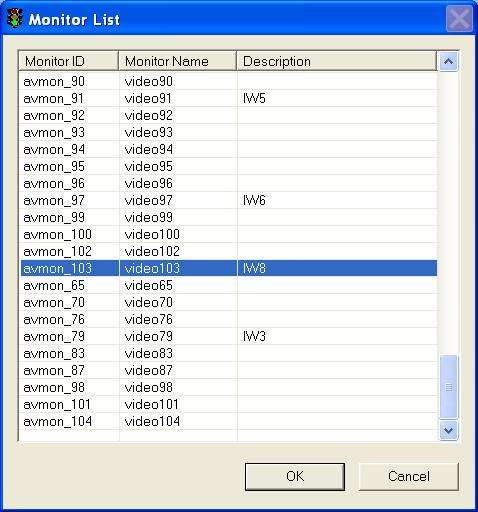 Monitor List
Monitor ID Monitor Name Description
avmon_90 video90
avmon_91 video91 IW5
avmon_92 video92
avmon_93 video93
avmon_94 video94
avmon_95 video95
avmon_96 video96
avmon_97 video97 IW6
avmon_99 video99
avmon_100 video100
avmon_102 video102
avmon_103 video103 IW8
avmon_65 video65
avmon_70 video70
avmon_76 video76
avmon_79 video79 IW3
avmon_83 video83
avmon_87 video87
avmon_98 video98
avmon_101 video101
avmon_104 video104
OK Cancel